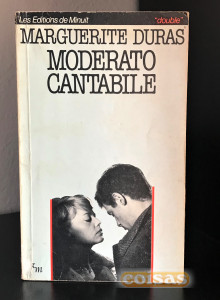 Les Editions de Minuit "double"
MARGUERITE DURAS
MODERATO
CANTABILE
m
coisas